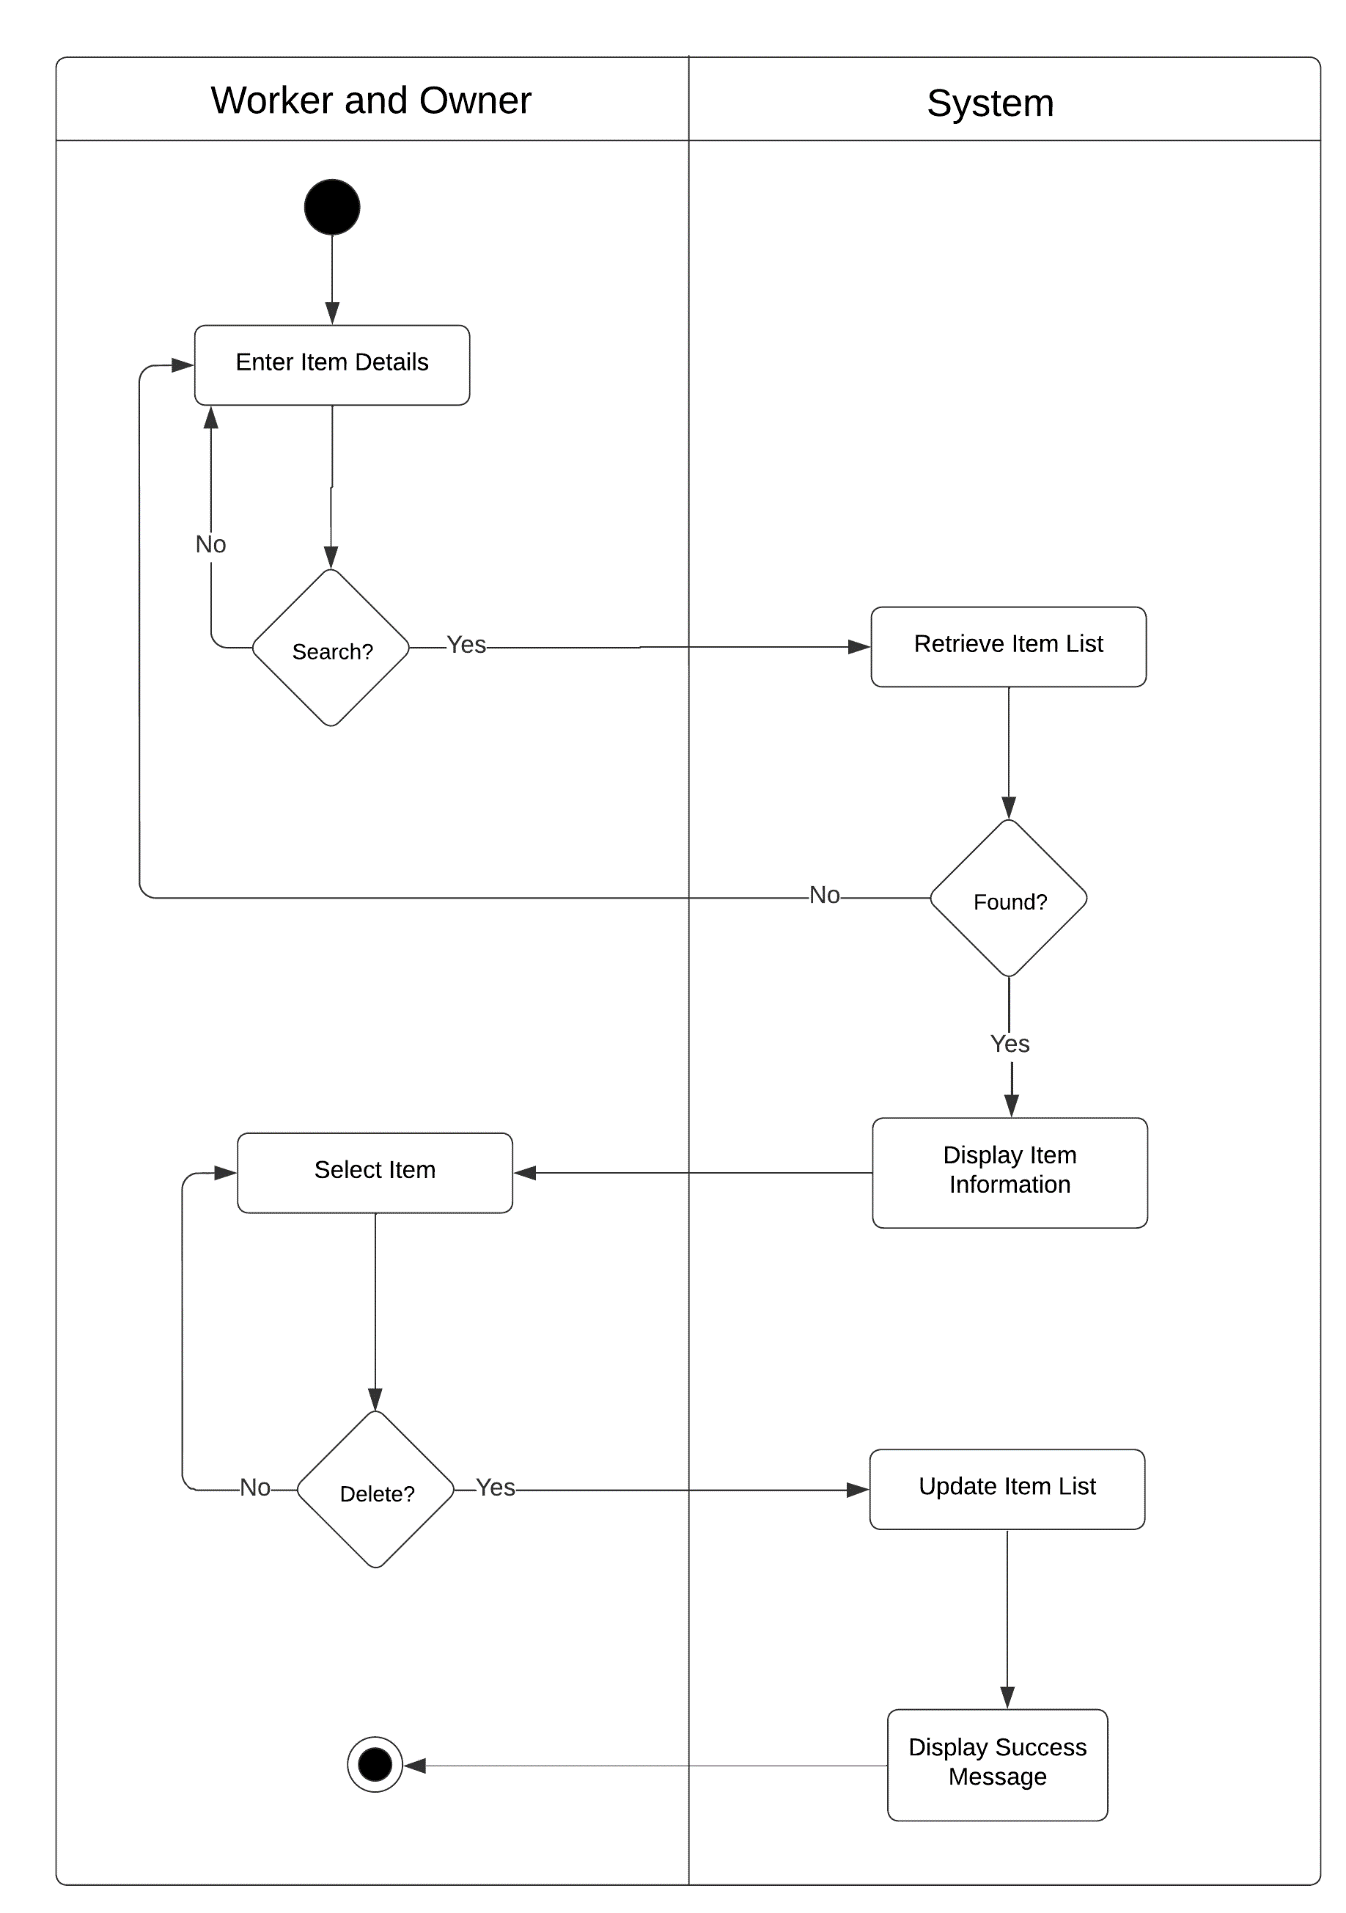 Worker and Owner
System
Enter Item Details
No
Search?
Yes
Retrieve Item List
No
Found?
Yes
Select Item
Display Item
Information
No
Delete?
Yes
Update Item List
Display Success
Message